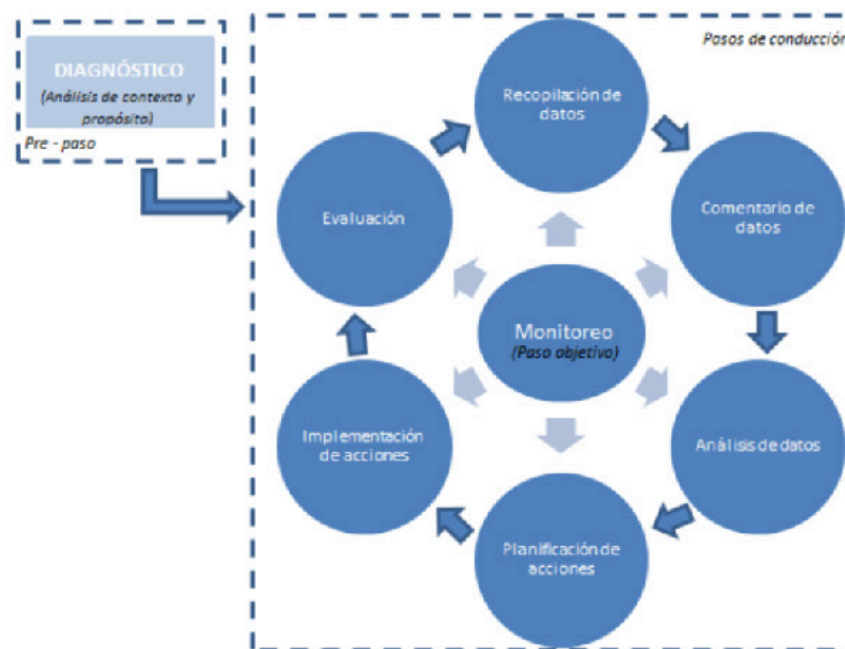 DIAGNÓSTICO
(Análisis de contexto y
propósito)
Pre - paso
Pasos de conducción
Recopilación de
datos
Comentario de
datos
Análisis de datos
Planificación de
acciones
Implementación
de acciones
Evaluación
Monitoreo
(Paso objetivo)